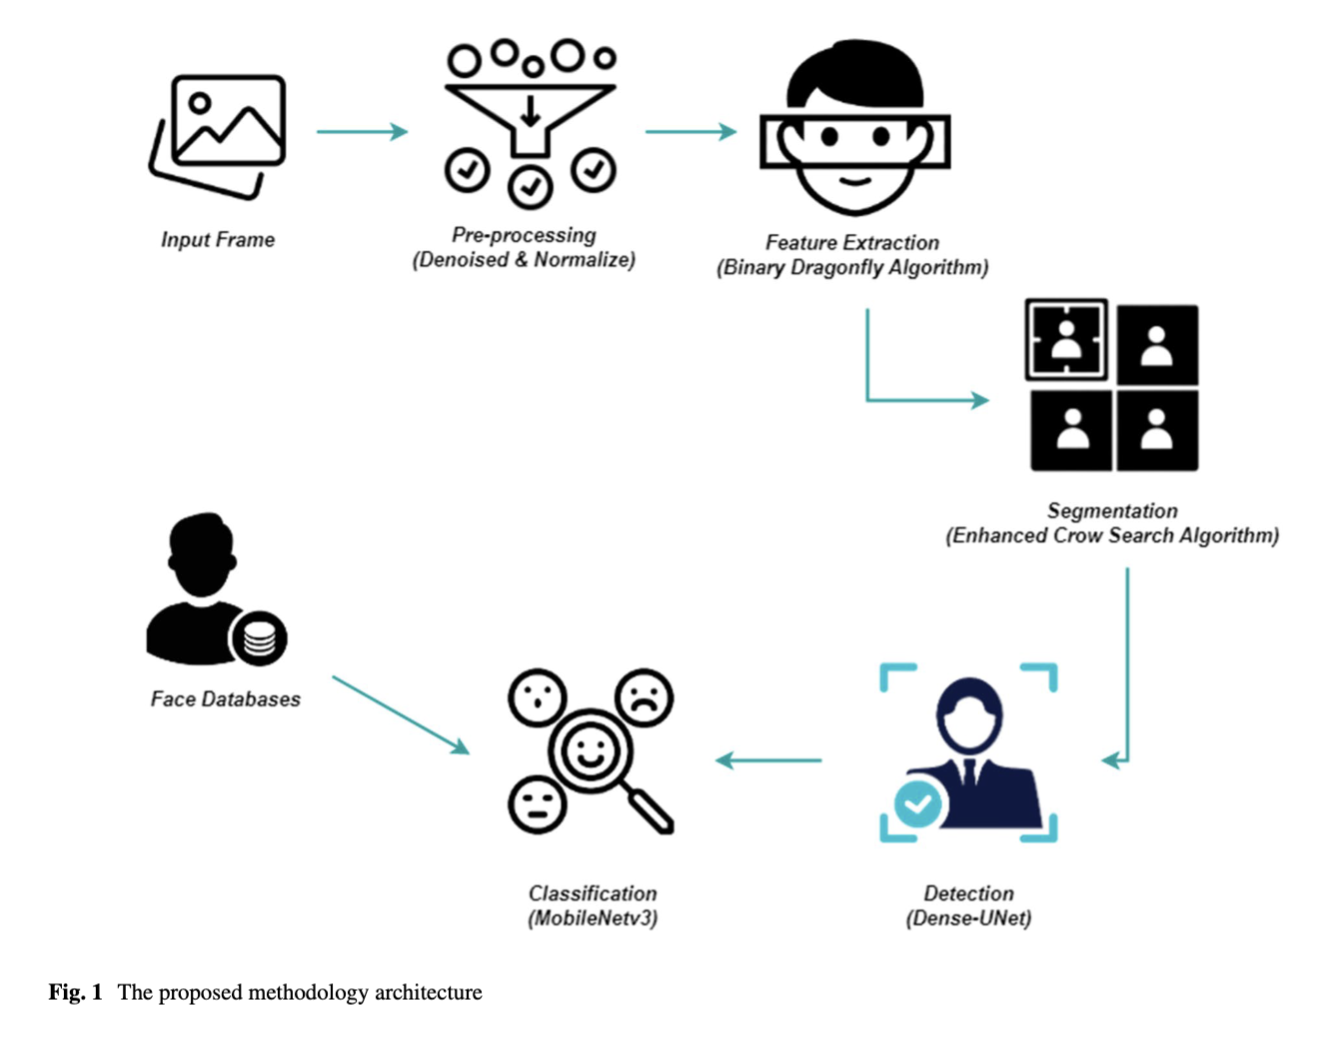 Input Frame
Pre-processing
(Denoised & Normalize)
Feature Extraction
(Binary Dragonfly Algorithm)
Segmentation
(Enhanced Crow Search Algorithm)
Face Databases
Classification
(MobileNetv3)
Detection
(Dense-UNet)
Fig. 1 The proposed methodology architecture